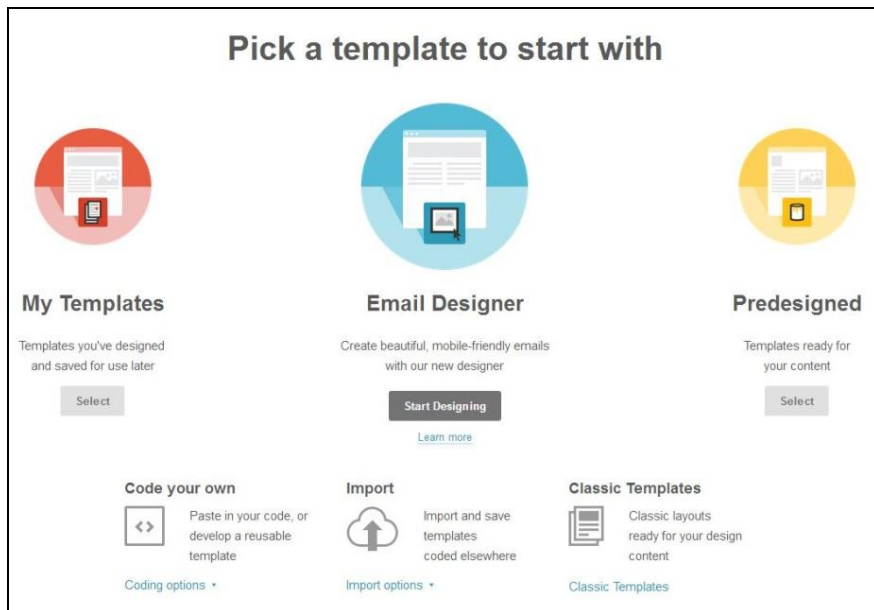 Pick a template to start with
My Templates
Templates you've designed
and saved for use later
Select
Email Designer
Create beautiful, mobile-friendly emails
with our new designer
Start Designing
Learn more
Predesigned
Templates ready for
your content
Select
Code your own
Paste in your code, or
develop a reusable
template
Coding options
Import
Import and save
templates
coded elsewhere
Import options
Classic Templates
Classic layouts
ready for your design
content
Classic Templates